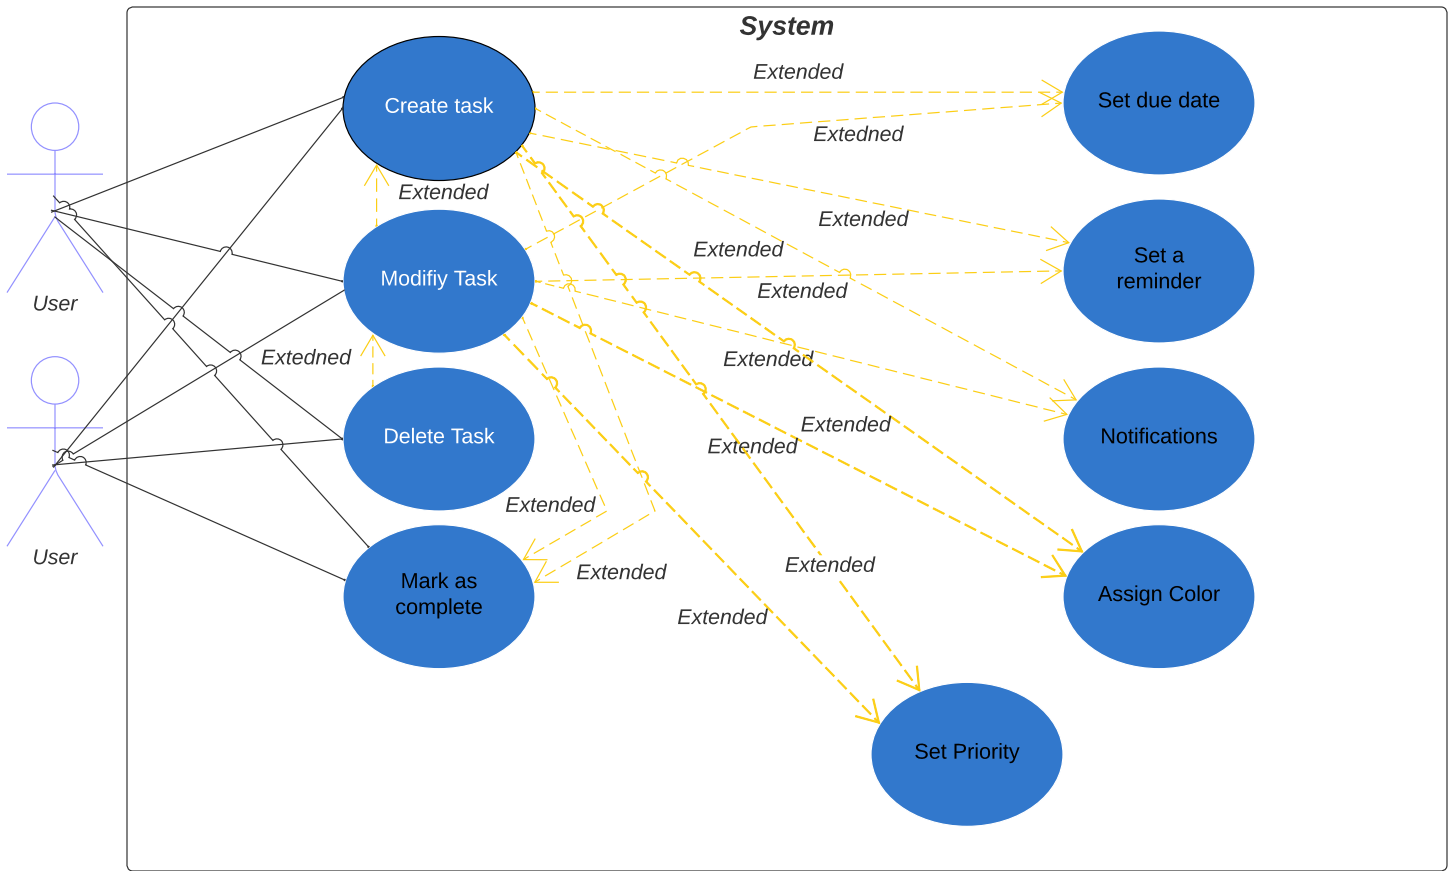 System
Extended
Create task
Set due date
Extedned
Extended
Extended
User
Modifiy Task
Extended
Set a
reminder
Extended
Extedned
Extended
Delete Task
Extended
Extended
Notifications
User
Extended
Mark as
complete
Extended
Extended
Assign Color
Extended
Set Priority